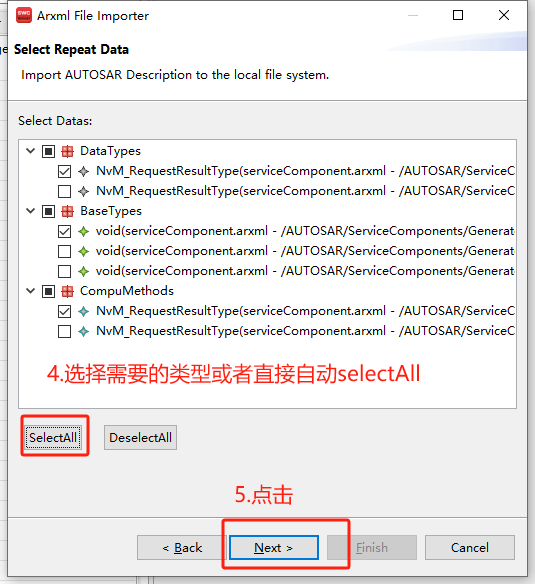 SWC
Arxml File Importer
Select Repeat Data
Import AUTOSAR Description to the local file system.
Select Datas:
DataTypes
NvM_RequestResultType(serviceComponent.arxml - /AUTOSAR/ServiceC
NvM_RequestResultType(serviceComponent.arxml - /AUTOSAR/ServiceC
BaseTypes
void(serviceComponent.arxml - /AUTOSAR/ServiceComponents/Generate
void(serviceComponent.arxml - /AUTOSAR/ServiceComponents/Generate
void(serviceComponent.arxml - /AUTOSAR/ServiceComponents/Generate
CompuMethods
NvM_RequestResultType(serviceComponent.arxml - /AUTOSAR/ServiceC
NvM_RequestResultType(serviceComponent.arxml - /AUTOSAR/ServiceC
4.选择需要的类型或者直接自动selectAll
SelectAll DeselectAll
5.点击
< Back Next > Finish Cancel